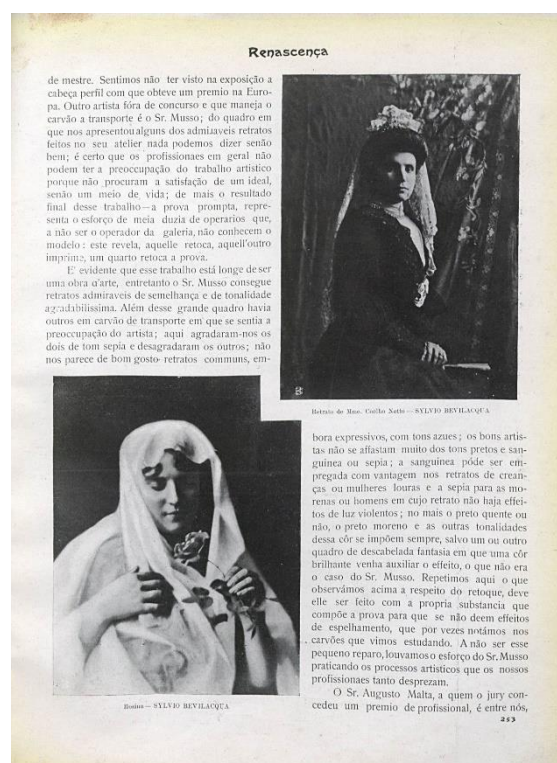 Renascença
de mestre. Sentimos não ter visto na exposição a
cabeça perfil com que obteve um premio na Euro-
pa. Outro artista fóra de concurso e que maneja o
carvão a transporte é o Sr. Musso; do quadro em
que nos apresentou alguns dos admiaveis retratos
feitos no seu atelier nada podemos dizer senão
bem; é certo que os profissionaes em geral não
podem ter a preoccupação do trabalho artistico
porque não procuram a satisfação de um ideal,
senão um meio de vida; de mais o resultado
final desse trabalho—a prova prompta, repre-
senta o esforço de meia duzia de operarios que,
a não ser o operador da galeria, não conhecem o
modelo: este revela, aquelle retoca, aquell'outro
imprime, um quarto retoca a prova.
E' evidente que esse trabalho está longe de ser
uma obra d'arte, entretanto o Sr. Musso consegue
retratos admiraveis de semelhança e de tonalidade
agradabilissima. Além desse grande quadro havia
outros em carvão de transporte em que se sentia a
preoccupação do artista; aqui agradaram-nos os
dois de tom sepia e desagradaram os outros; não
nos parece de bom gosto retratos communs, em-
Retrato de Mme. Coelho Netto — SYLVIO BEVILACQUA
bora expressivos, com tons azues; os bons artis-
tas não se affastam muito dos tons pretos e san-
guinea ou sepia; a sanguinea póde ser em-
pregada com vantagem nos retratos de crean-
ças ou mulheres louras e a sepia para as mo-
renas ou homens em cujo retrato não haja effei-
tos de luz violentos; no mais o preto quente ou
não, o preto moreno e as outras tonalidades
dessa côr se impõem sempre, salvo um ou outro
quadro de descabelada fantasia em que uma côr
brilhante venha auxiliar o effeito, o que não era
o caso do Sr. Musso. Repetimos aqui o que
observámos acima a respeito do retoque, deve
elle ser feito com a propria substancia que
compõe a prova para que se não deem effeitos
de espelhamento, que por vezes notámos nos
carvões que vimos estudando. A não ser esse
pequeno reparo, louvamos o esforço do Sr. Musso
praticando os processos artisticos que os nossos
profissionaes tanto desprezam.
O Sr. Augusto Malta, a quem o jury con-
cedeu um premio de profissional, é entre nós,
Rosina — SYLVIO BEVILACQUA
253